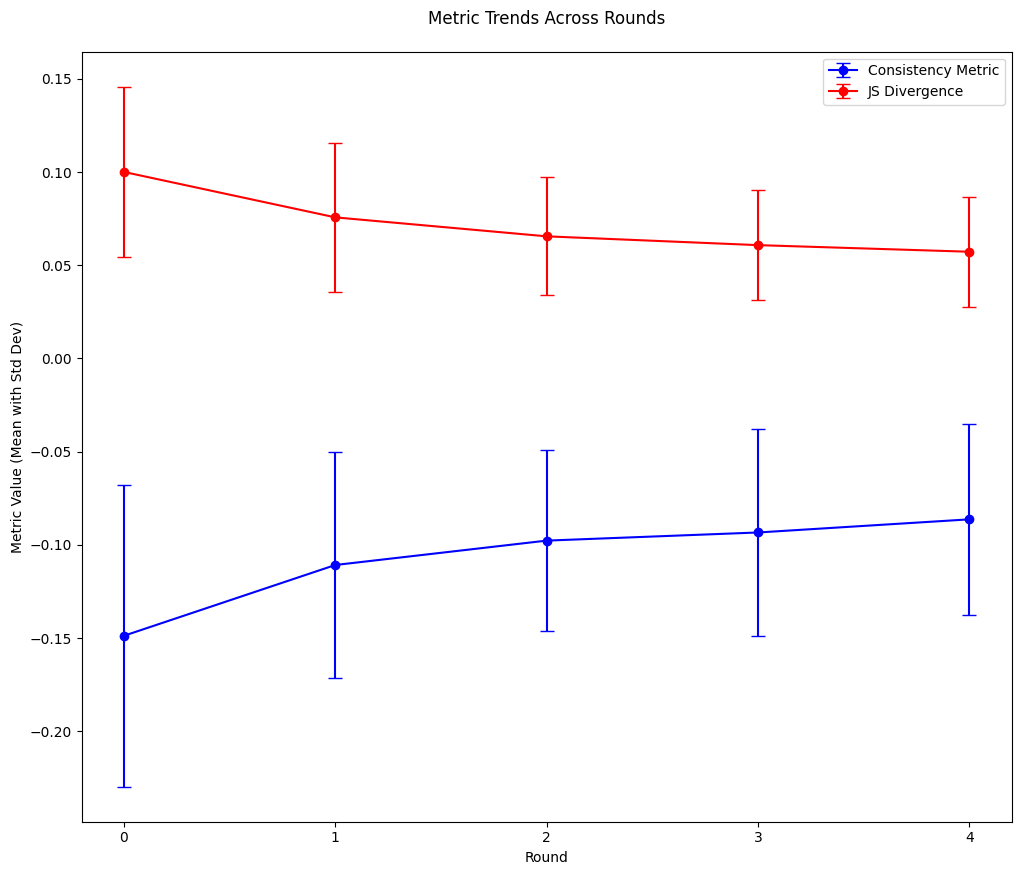 Metric Trends Across Rounds
Consistency Metric
JS Divergence
Metric Value (Mean with Std Dev)
0.15
0.10
0.05
0.00
−0.05
−0.10
−0.15
−0.20
0 1 2 3 4
Round